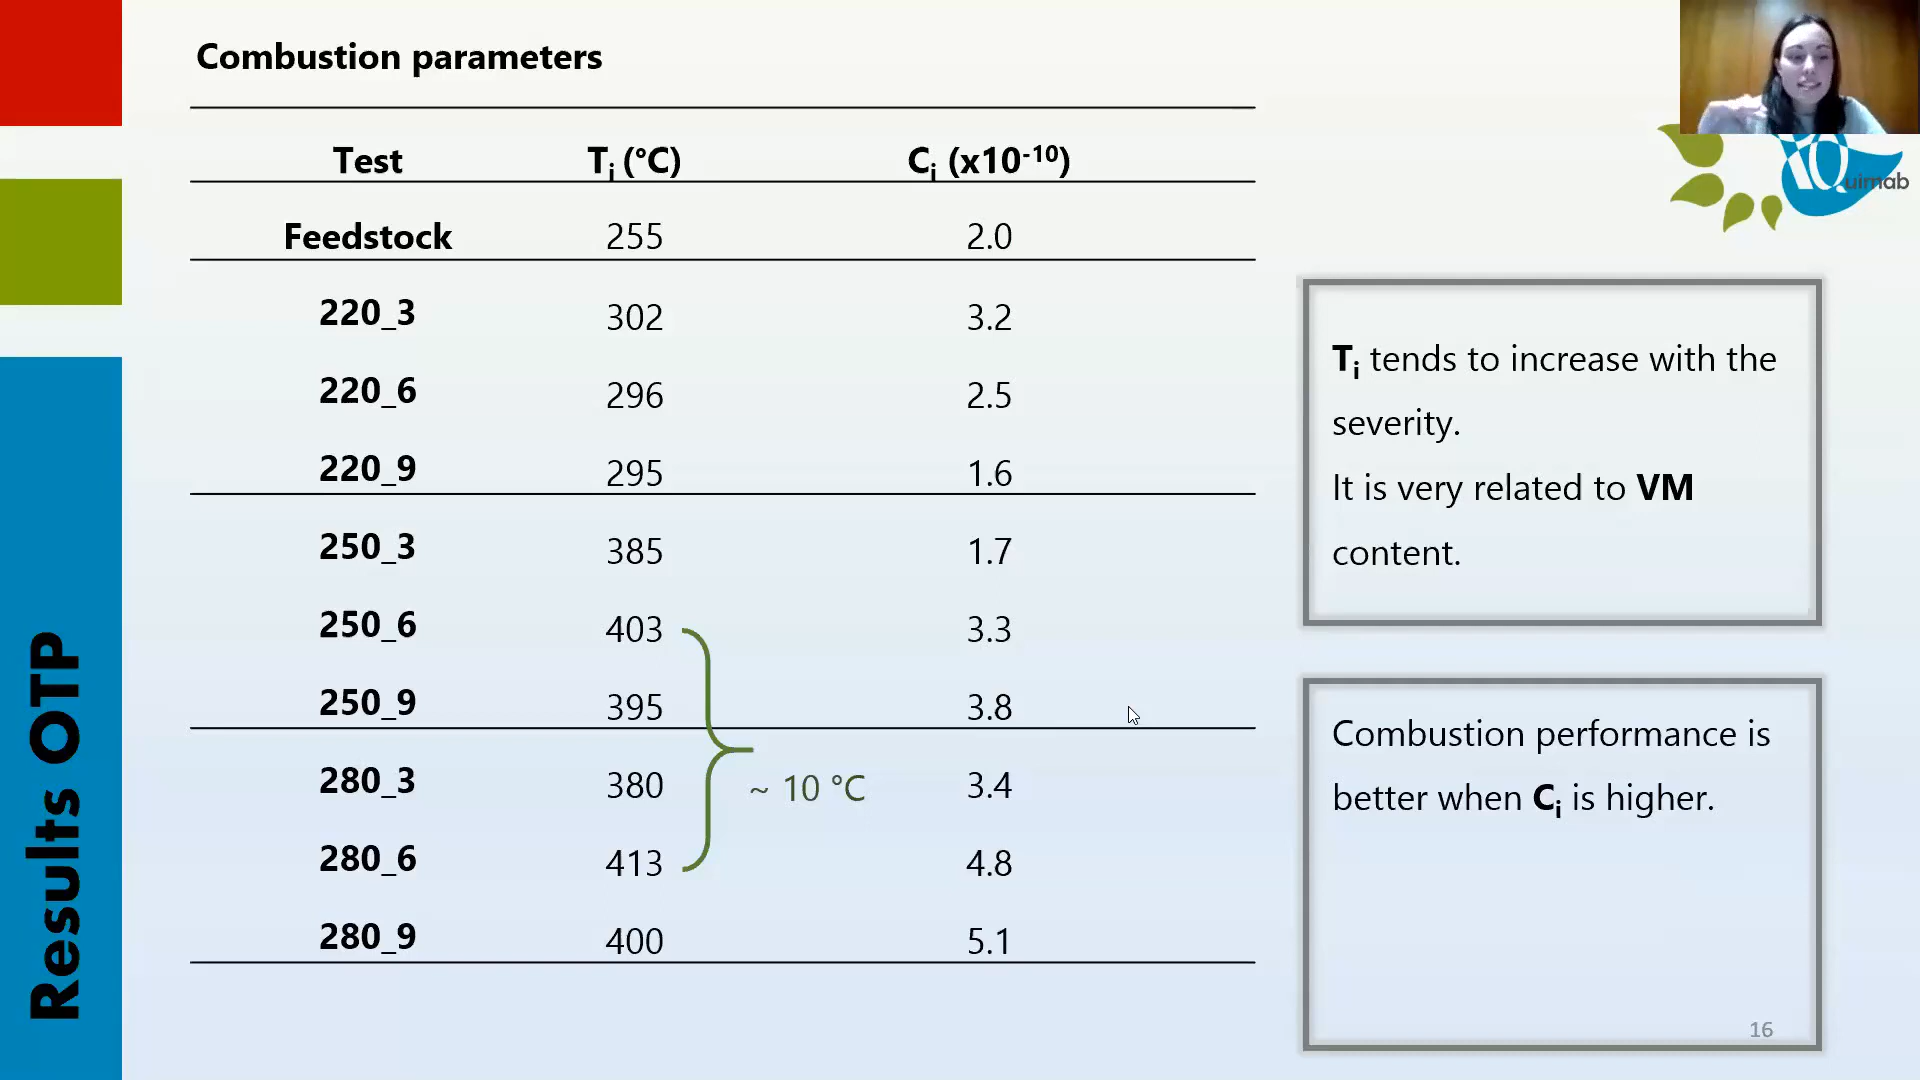 Combustion parameters
Test Ti (°C) Ci (x10-10)
Feedstock 255 2.0
220_3 302 3.2
220_6 296 2.5
220_9 295 1.6
250_3 385 1.7
250_6 403 3.3
250_9 395 3.8
280_3 380 3.4
280_6 413 4.8
280_9 400 5.1
~ 10 °C
Ti tends to increase with the
severity.
It is very related to VM
content.
Combustion performance is
better when Ci is higher.
16
Results OTP
Quimab